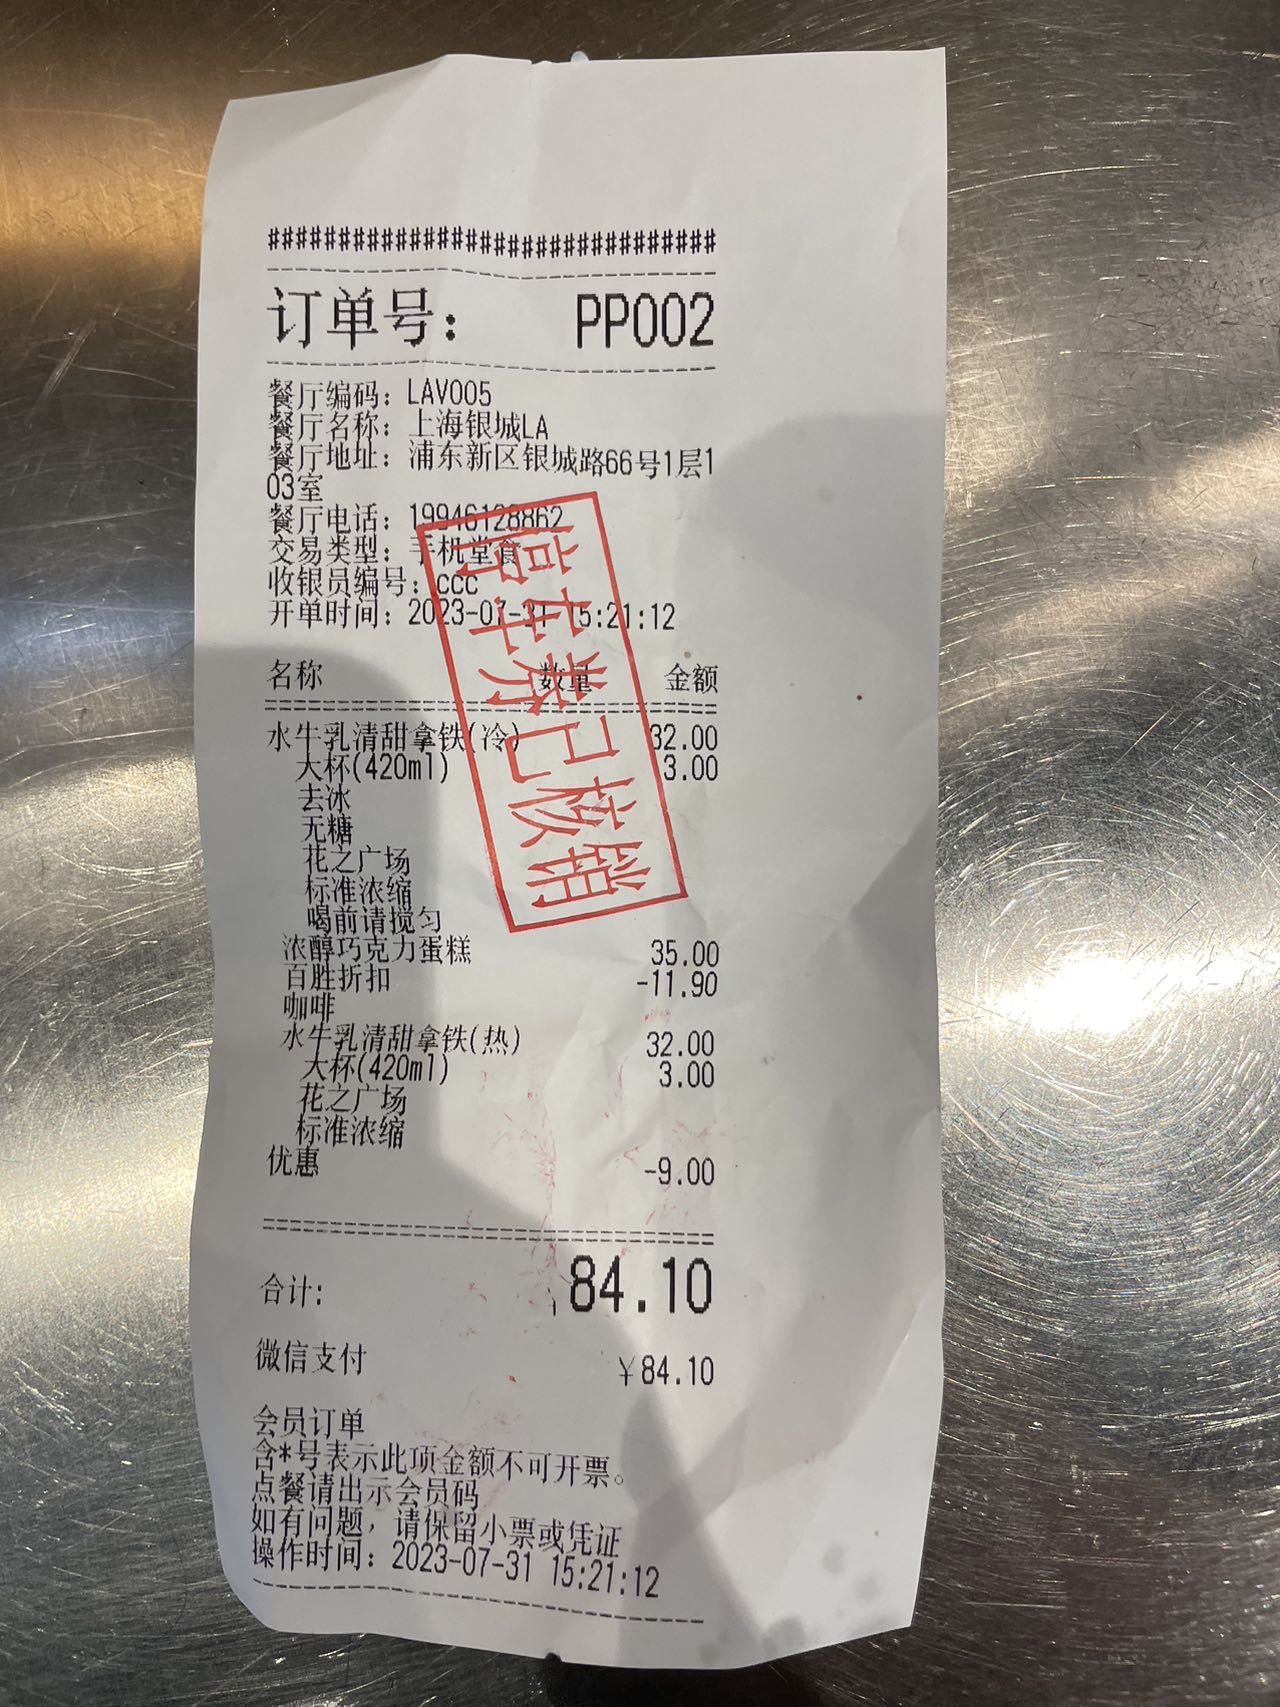 ################################
订单号： PP002
餐厅编码：LAV005
餐厅名称：上海银城LA
餐厅地址：浦东新区银城路66号1层1
03室
餐厅电话：19946128862
交易类型：手机堂食
收银员编号：ccc
开单时间：2023-07-31 15:21:12
名称 数量 金额
水牛乳清甜拿铁(冷) 32.00
大杯(420ml) 3.00
去冰
无糖
花之广场
标准浓缩
喝前请搅匀
浓醇巧克力蛋糕 35.00
百胜折扣 -11.90
咖啡
水牛乳清甜拿铁(热) 32.00
大杯(420ml) 3.00
花之广场
标准浓缩
优惠 -9.00
合计: 84.10
微信支付 ￥84.10
会员订单
含*号表示此项金额不可开票。
点餐请出示会员码
如有问题，请保留小票或凭证
操作时间：2023-07-31 15:21:12
停车券已核销